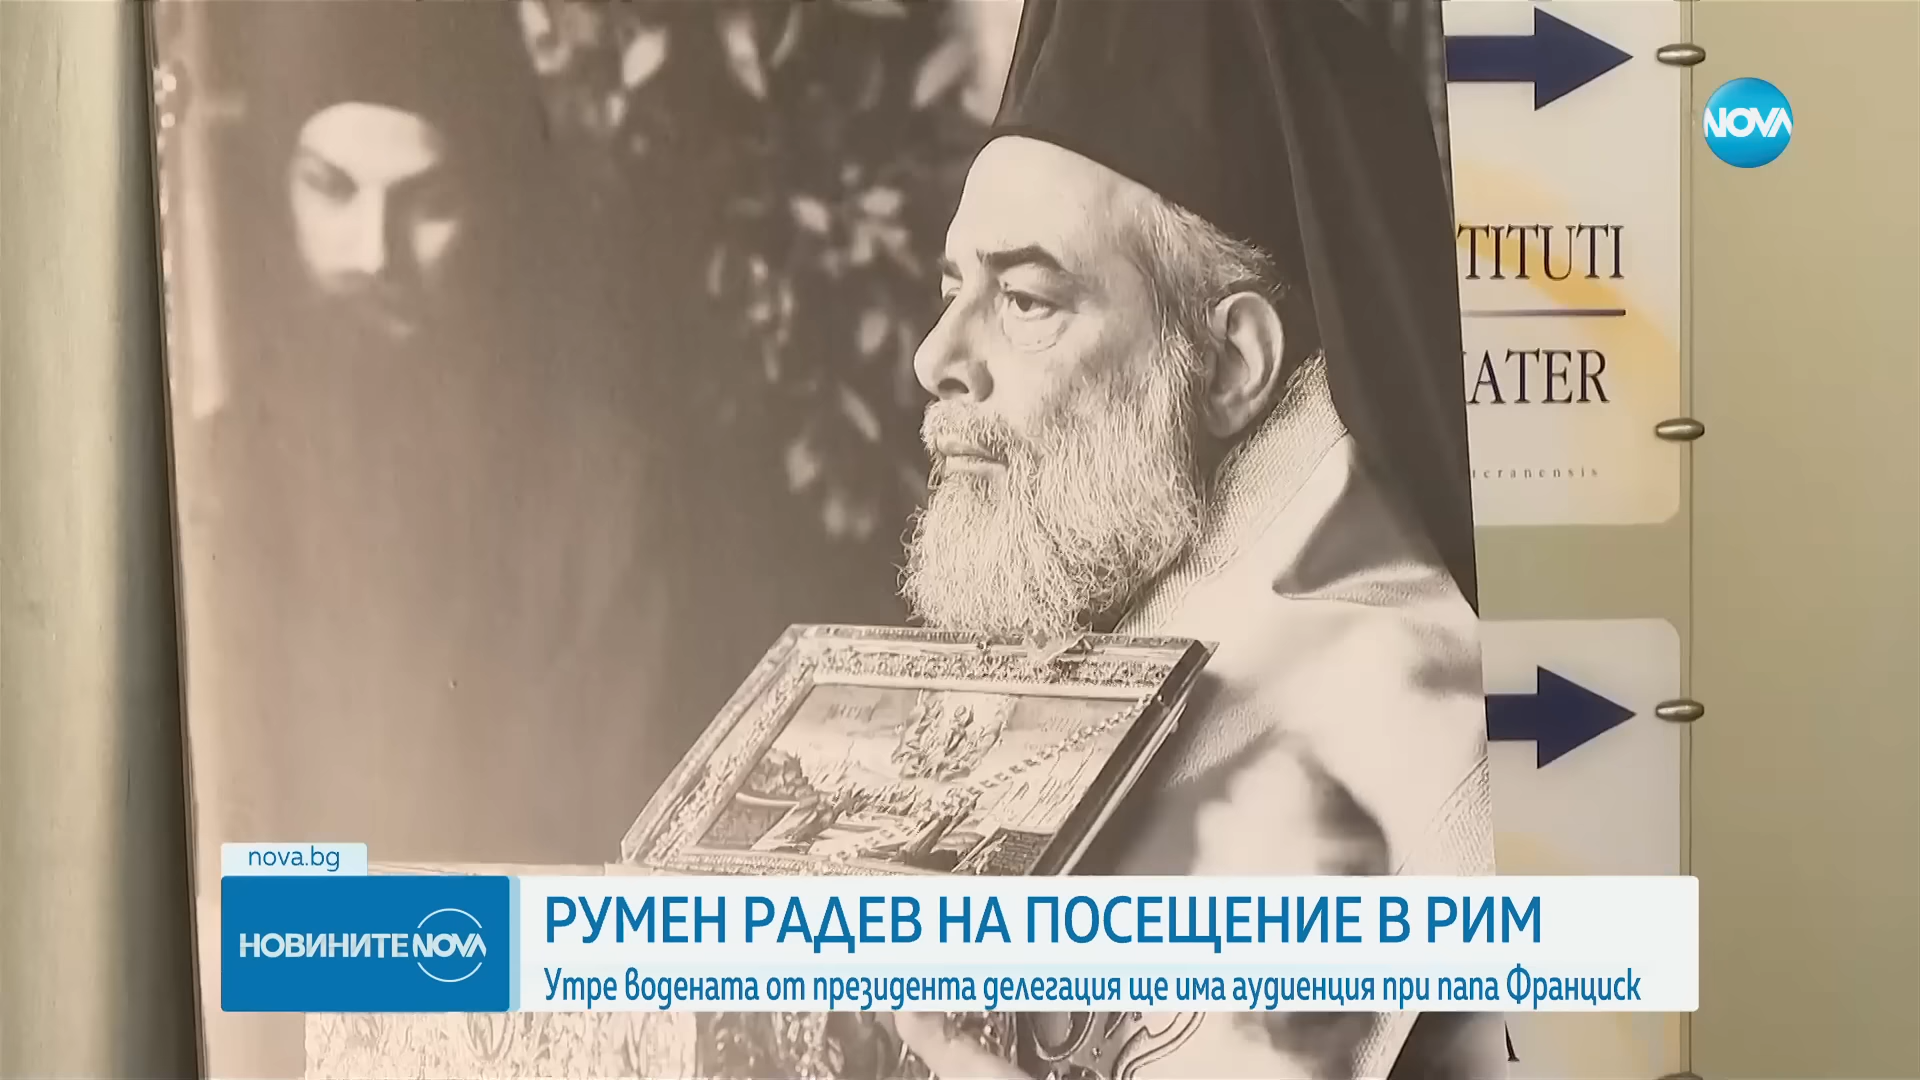 NOVA
TITUTI
ATER
teranensis
nova.bg
НОВИНИТЕ NOVA
РУМЕН РАДЕВ НА ПОСЕЩЕНИЕ В РИМ
Утре водената от президента делегация ще има аудиенция при папа Франциск